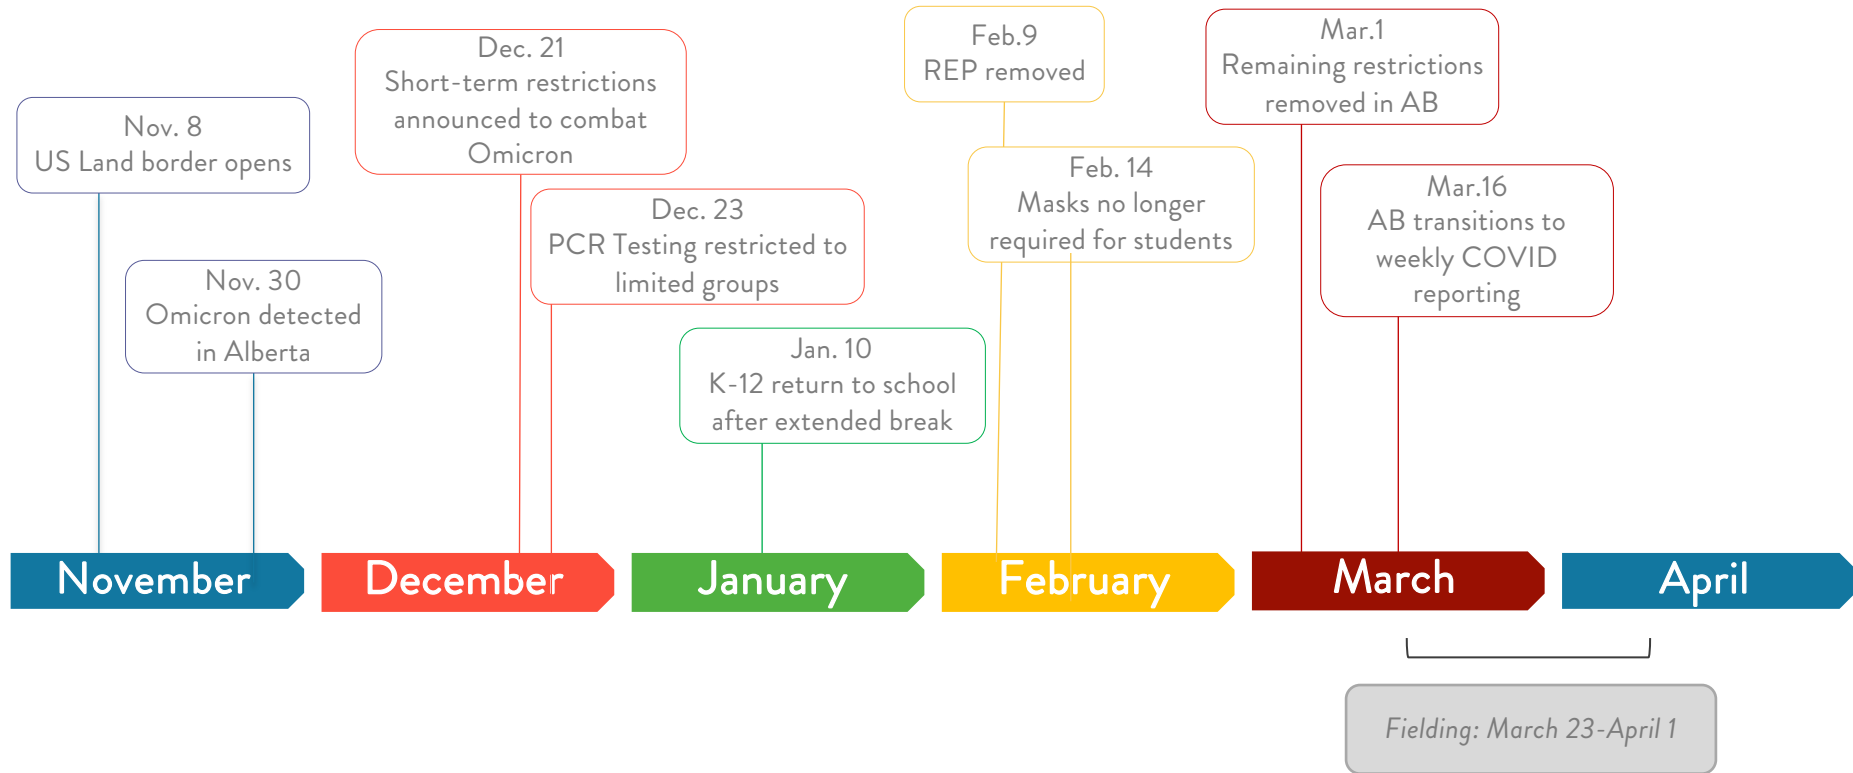 Nov. 8
US Land border opens
Nov. 30
Omicron detected
in Alberta
Dec. 21
Short-term restrictions
announced to combat
Omicron
Dec. 23
PCR Testing restricted to
limited groups
Jan. 10
K-12 return to school
after extended break
Feb.9
REP removed
Feb. 14
Masks no longer
required for students
Mar.1
Remaining restrictions
removed in AB
Mar.16
AB transitions to
weekly COVID
reporting
November
December
January
February
March
April
Fielding: March 23-April 1